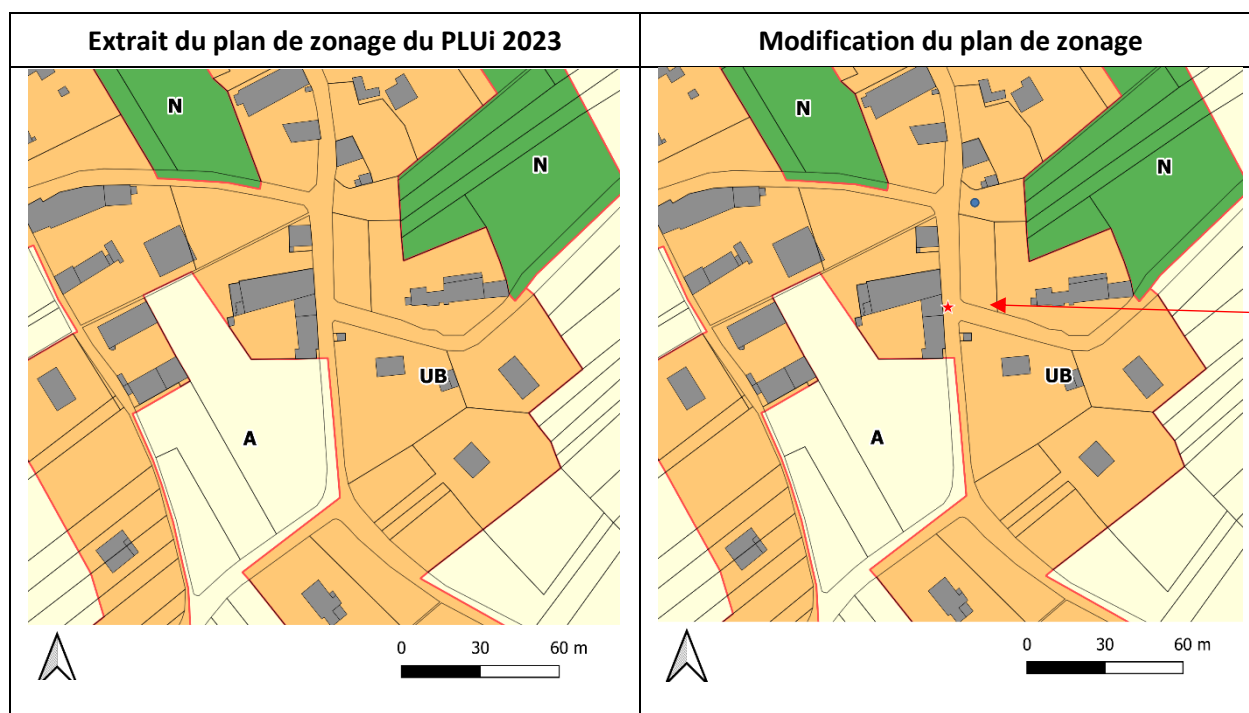 Extrait du plan de zonage du PLUi 2023
Modification du plan de zonage
N
N
UB
A
0 30 60 m
N
N
UB
A
0 30 60 m